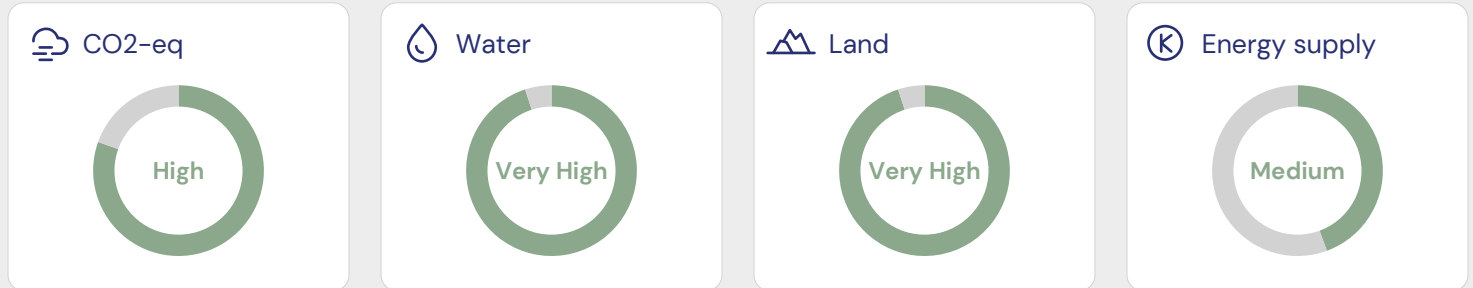 CO2-eq
High
Water
Very High
Land
Very High
Energy supply
Medium